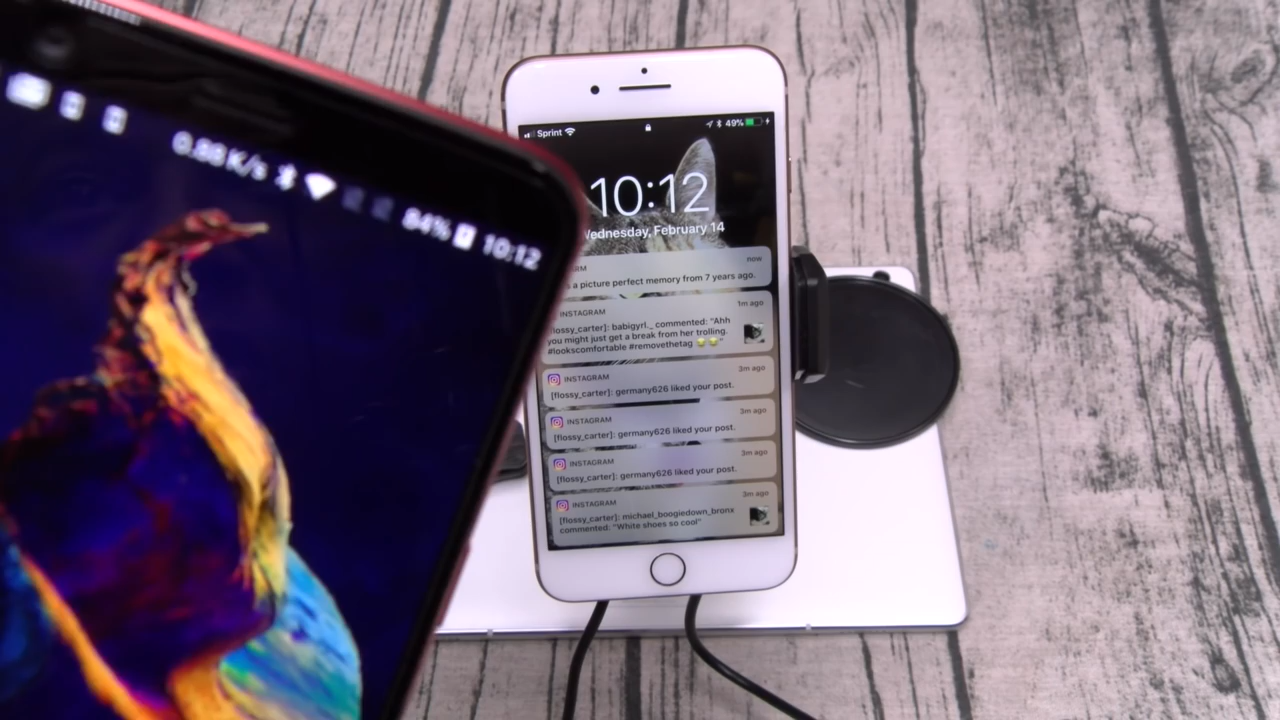 0.88K/s 84% 10:12
Sprint 49%
10:12
Wednesday, February 14
now
a picture perfect memory from 7 years ago.
INSTAGRAM 1m ago
[flossy_carter]: babigyrl._ commented: "Ahh
you might just get a break from her trolling.
#lookscomfortable #removethetag 😂😂"
INSTAGRAM 3m ago
[flossy_carter]: germany626 liked your post.
INSTAGRAM 3m ago
[flossy_carter]: germany626 liked your post.
INSTAGRAM 3m ago
[flossy_carter]: germany626 liked your post.
INSTAGRAM 3m ago
[flossy_carter]: michael_boogiedown_bronx
commented: "White shoes so cool"